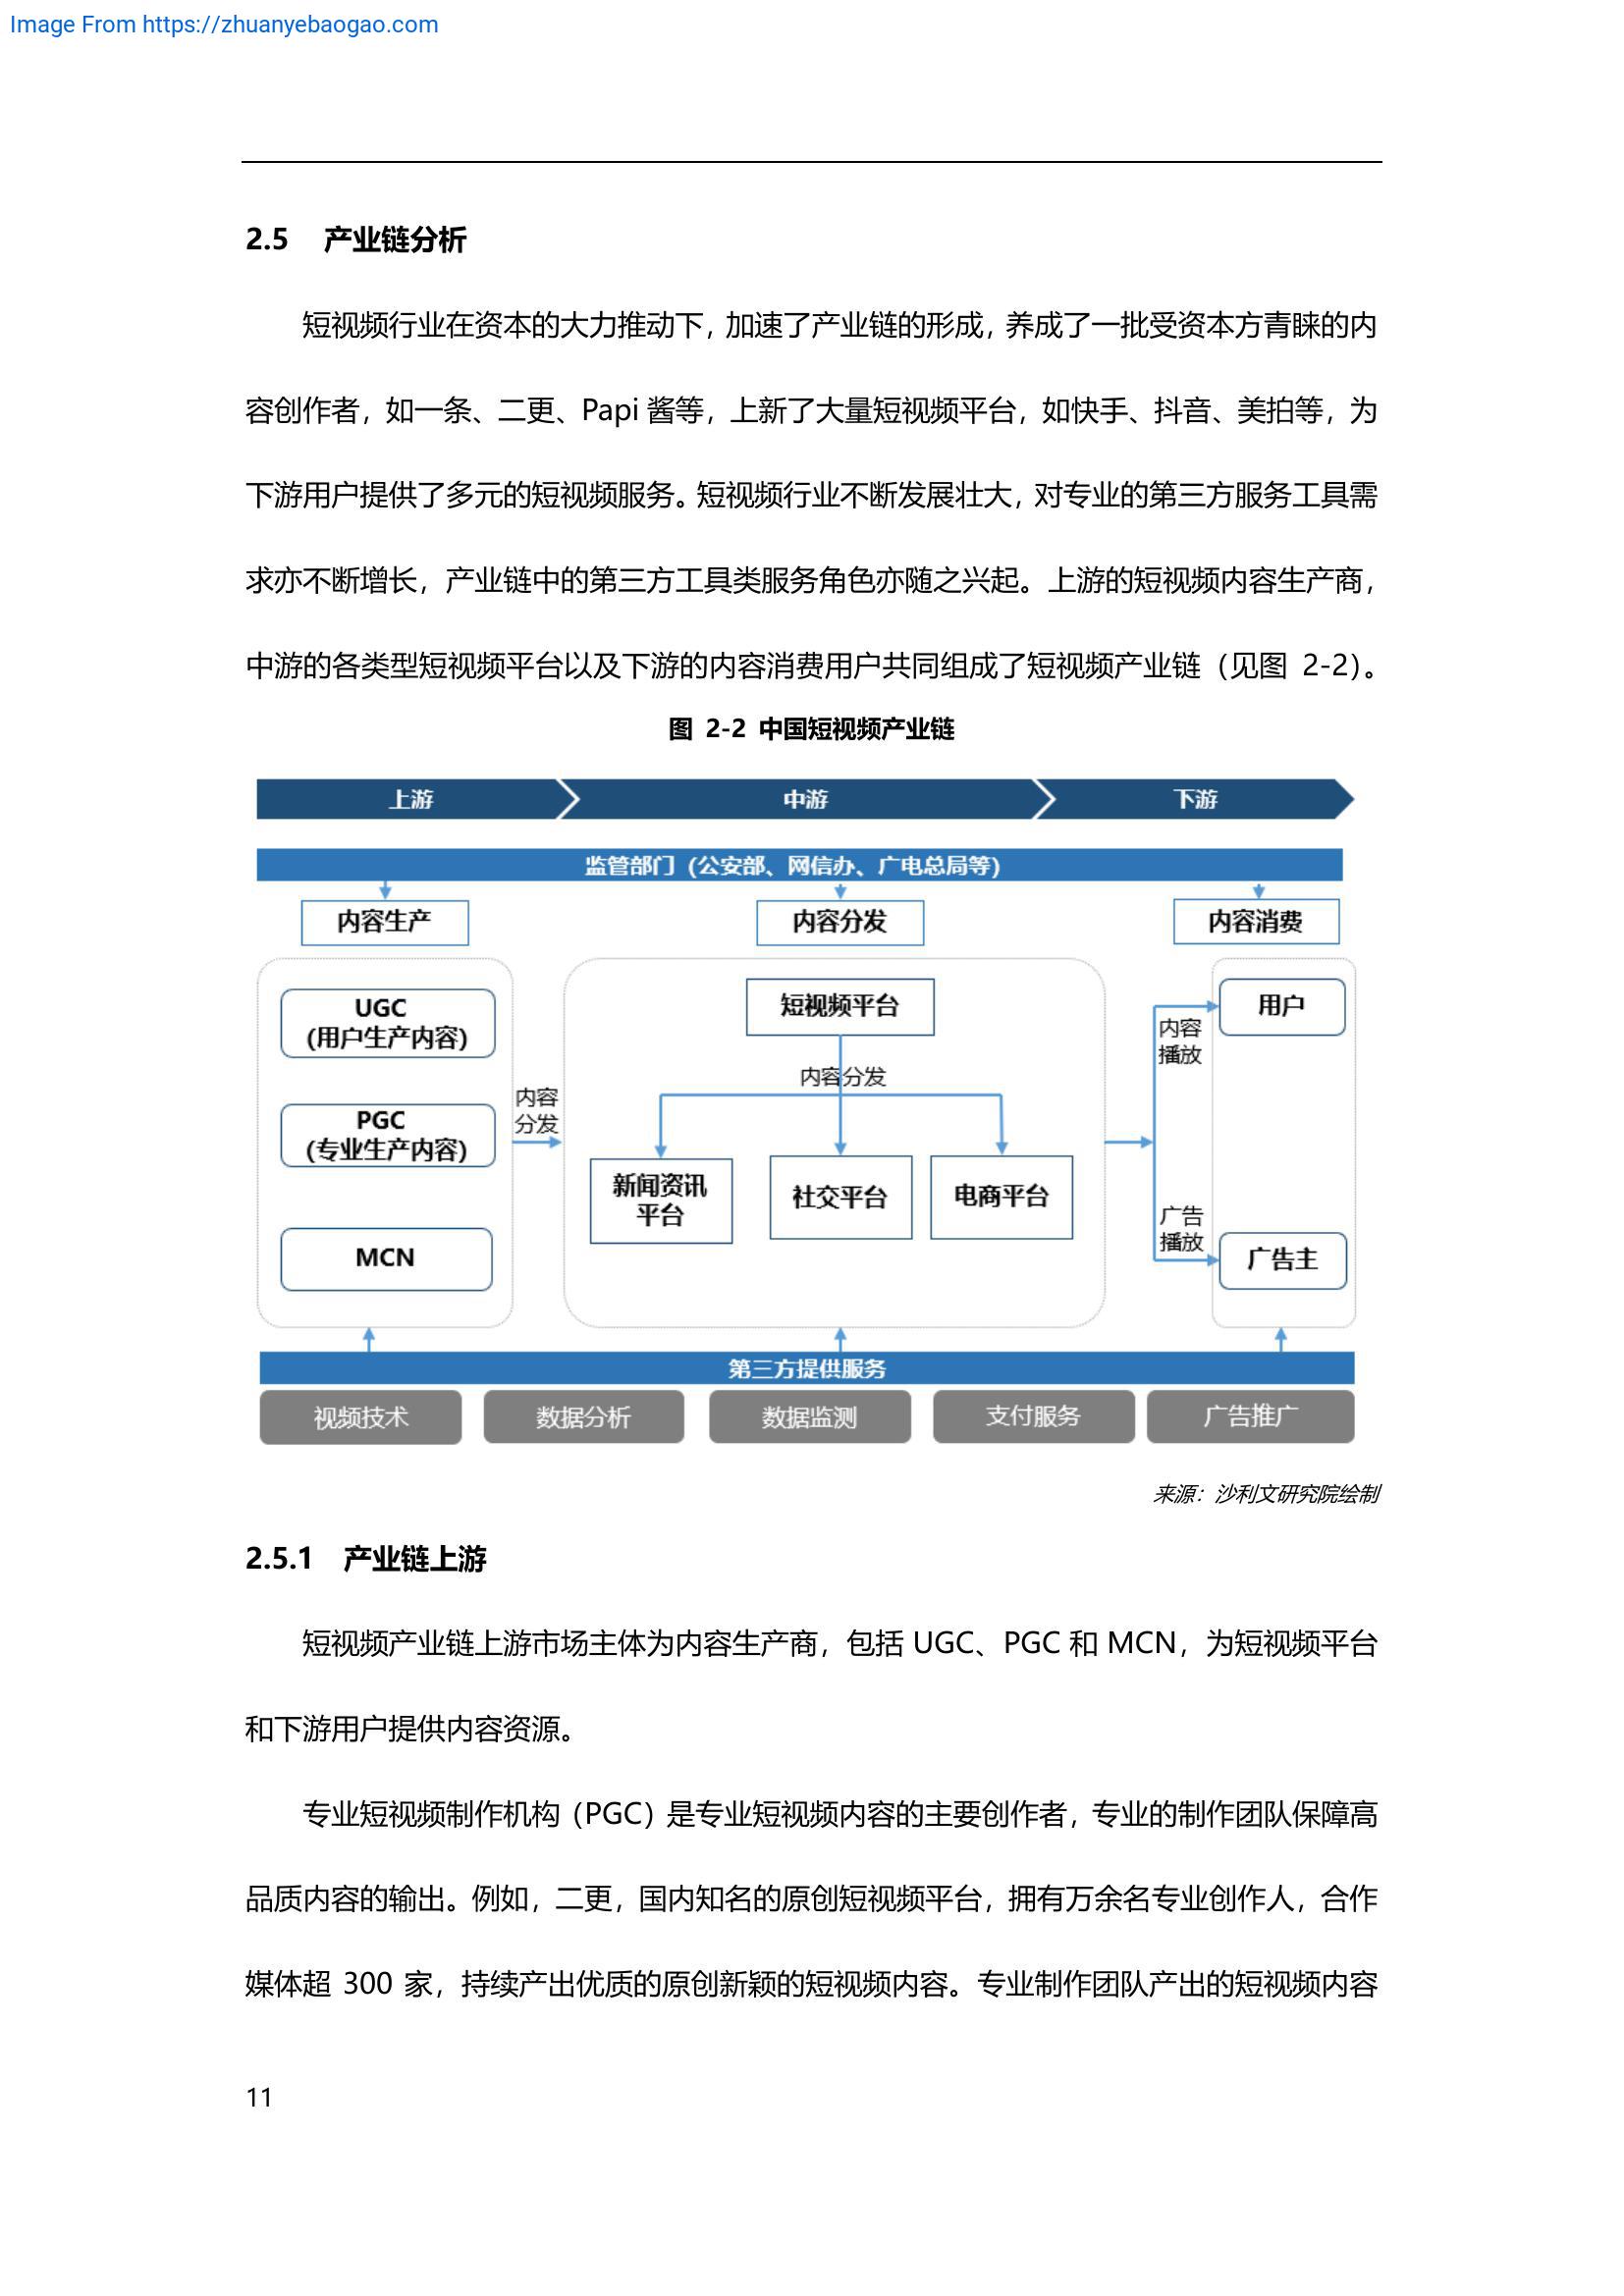 Image From https://zhuanyebaogao.com
2.5 产业链分析
短视频行业在资本的大力推动下，加速了产业链的形成，养成了一批受资本方青睐的内
容创作者，如一条、二更、Papi 酱等，上新了大量短视频平台，如快手、抖音、美拍等，为
下游用户提供了多元的短视频服务。短视频行业不断发展壮大，对专业的第三方服务工具需
求亦不断增长，产业链中的第三方工具类服务角色亦随之兴起。上游的短视频内容生产商，
中游的各类型短视频平台以及下游的内容消费用户共同组成了短视频产业链（见图 2-2）。
图 2-2 中国短视频产业链
上游 中游 下游
监管部门（公安部、网信办、广电总局等）
内容生产 内容分发 内容消费
UGC
(用户生产内容)
PGC
(专业生产内容)
MCN
内容
分发
短视频平台
内容分发
新闻资讯
平台
社交平台
电商平台
内容
播放
广告
播放
用户
广告主
第三方提供服务
视频技术 数据分析 数据监测 支付服务 广告推广
来源：沙利文研究院绘制
2.5.1 产业链上游
短视频产业链上游市场主体为内容生产商，包括 UGC、PGC 和 MCN，为短视频平台
和下游用户提供内容资源。
专业短视频制作机构（PGC）是专业短视频内容的主要创作者，专业的制作团队保障高
品质内容的输出。例如，二更，国内知名的原创短视频平台，拥有万余名专业创作人，合作
媒体超 300 家，持续产出优质的原创新颖的短视频内容。专业制作团队产出的短视频内容
11